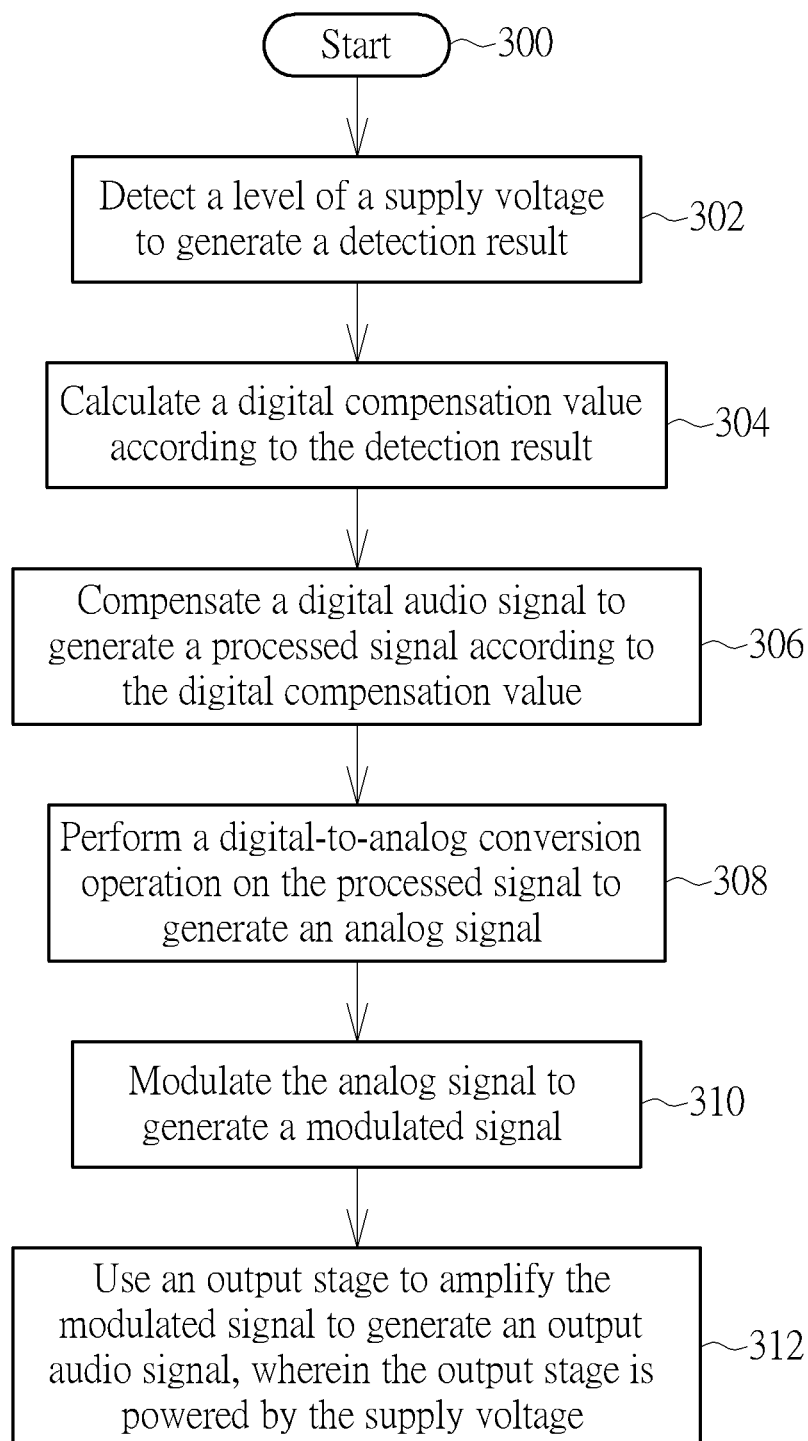 Start
300
Detect a level of a supply voltage
to generate a detection result
302
Calculate a digital compensation value
according to the detection result
304
Compensate a digital audio signal to
generate a processed signal according to
the digital compensation value
306
Perform a digital-to-analog conversion
operation on the processed signal to
generate an analog signal
308
Modulate the analog signal to
generate a modulated signal
310
Use an output stage to amplify the
modulated signal to generate an output
audio signal, wherein the output stage is
powered by the supply voltage
312